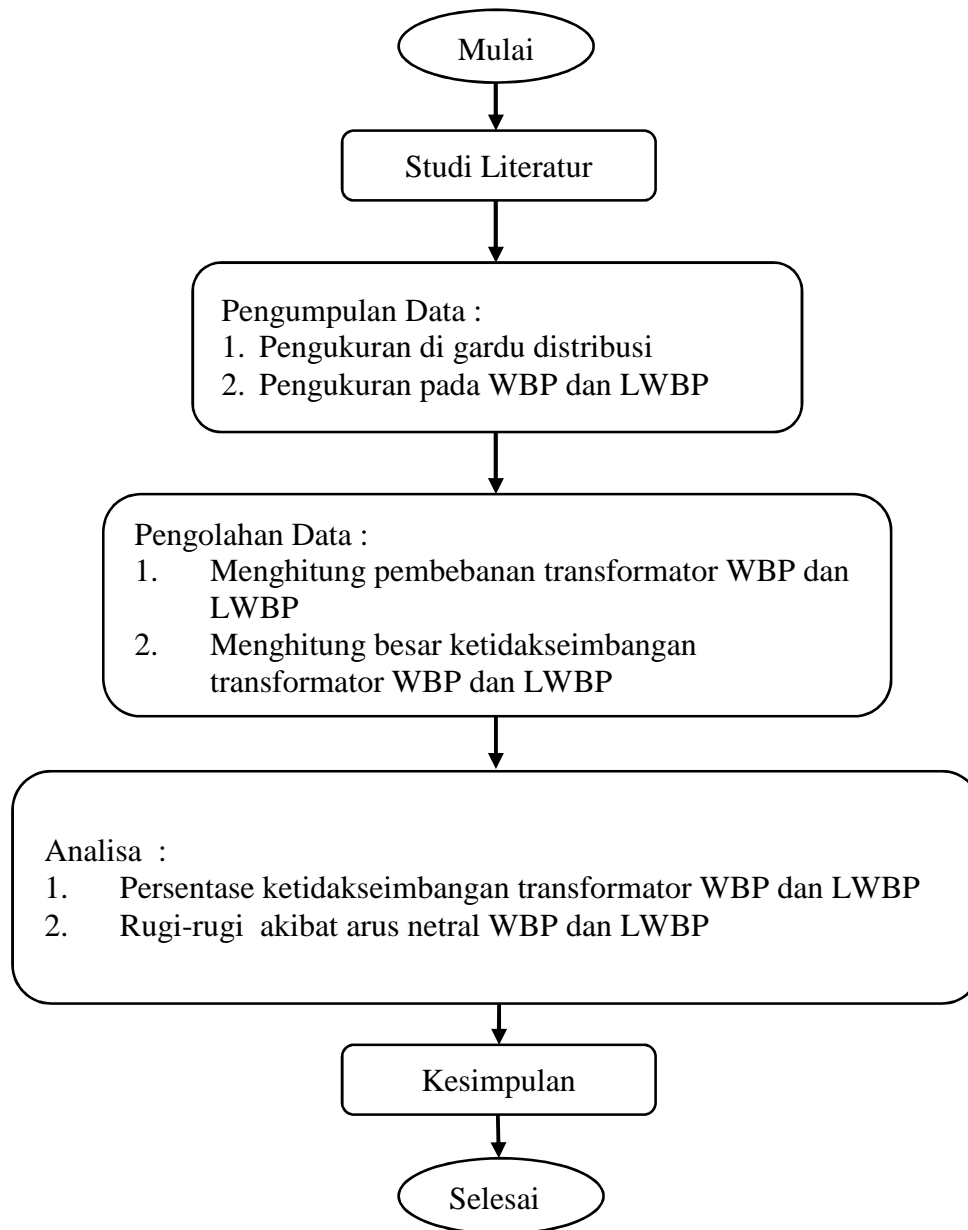 Mulai
Studi Literatur
Pengumpulan Data :
1. Pengukuran di gardu distribusi
2. Pengukuran pada WBP dan LWBP
Pengolahan Data :
1. Menghitung pembebanan transformator WBP dan
LWBP
2. Menghitung besar ketidakseimbangan
transformator WBP dan LWBP
Analisa :
1. Persentase ketidakseimbangan transformator WBP dan LWBP
2. Rugi-rugi akibat arus netral WBP dan LWBP
Kesimpulan
Selesai